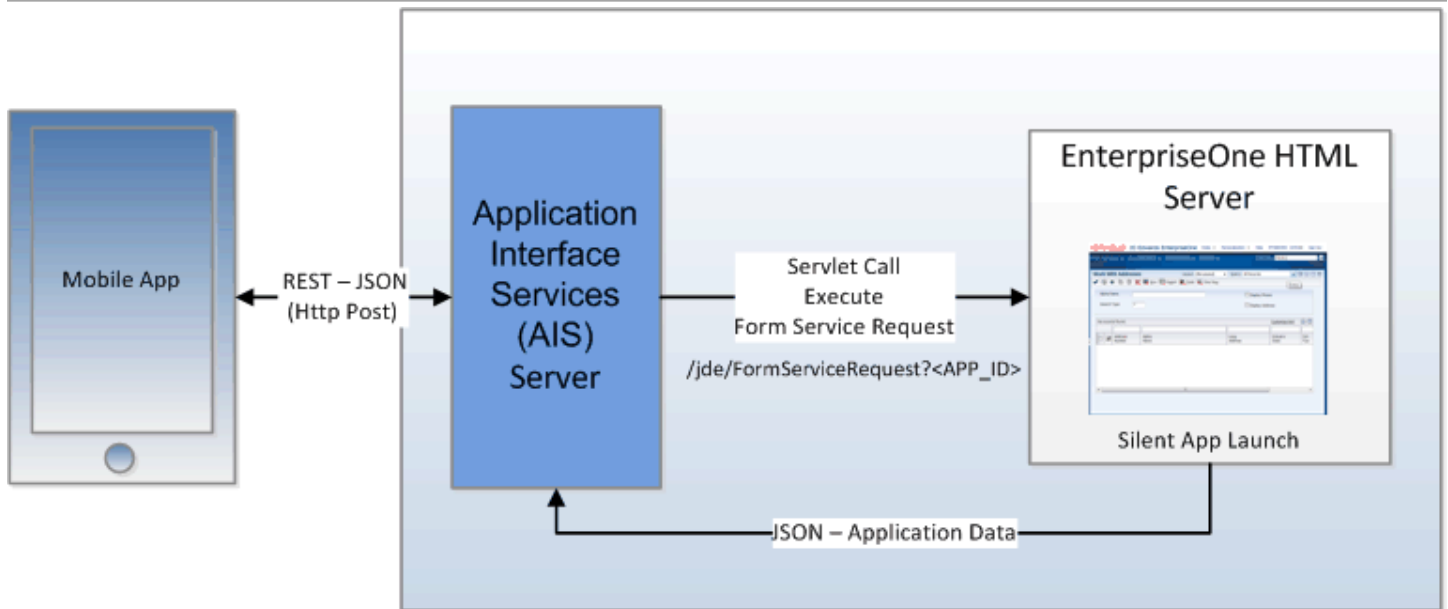 Mobile App
REST – JSON
(Http Post)
Application
Interface
Services
(AIS)
Server
Servlet Call
Execute
Form Service Request
/jde/FormServiceRequest?<APP_ID>
EnterpriseOne HTML
Server
Silent App Launch
JSON – Application Data